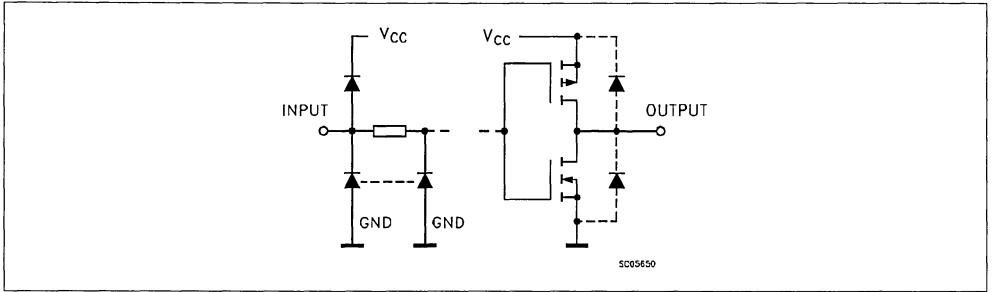 VCC
VCC
INPUT
OUTPUT
GND
GND
SC05650